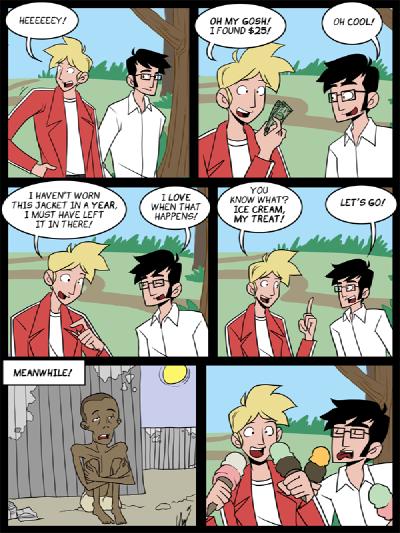 HEEEEEEY!
OH MY GOSH!
I FOUND $25!
OH COOL!
I HAVEN'T WORN
THIS JACKET IN A YEAR,
I MUST HAVE LEFT
IT IN THERE!
I LOVE
WHEN THAT
HAPPENS!
YOU
KNOW WHAT?
ICE CREAM,
MY TREAT!
LET'S GO!
MEANWHILE!